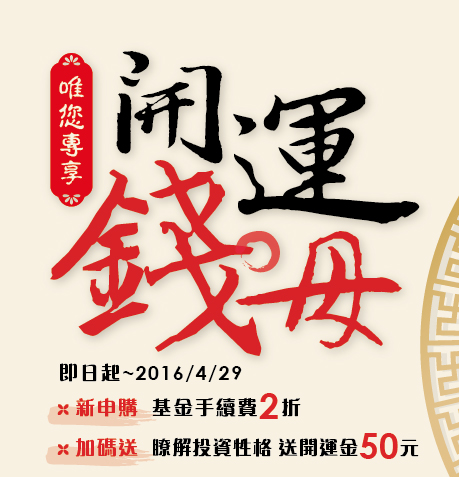 唯您專享
開運
錢母
即日起~2016/4/29
新申購 基金手續費2折
加碼送 瞭解投資性格 送開運金50元